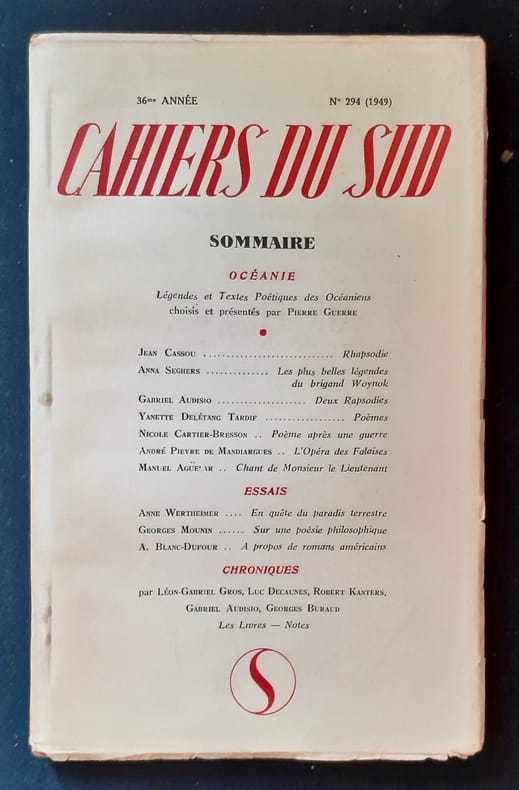 36me ANNÉE N° 294 (1949)
CAHIERS DU SUD
SOMMAIRE
OCÉANIE
Légendes et Textes Poétiques des Océaniens
choisis et présentés par PIERRE GUERRE
JEAN CASSOU ............................ Rhapsodie
ANNA SEGHERS .............. Les plus belles légendes
du brigand Woynok
GABRIEL AUDISIO .................... Deux Rapsodies
YANETTE DELÉTANG TARDIF .................. Poèmes
NICOLE CARTIER-BRESSON .. Poème après une guerre
ANDRÉ PIEYRE DE MANDIARGUES .. L'Opéra des Falaises
MANUEL .. Chant de Monsieur le Lieutenant
ESSAIS
ANNE WERTHEIMER .... En quête du paradis terrestre
GEORGES MOUNIN ...... Sur une poésie philosophique
A. BLANC-DUFOUR .. A propos de romans américains
CHRONIQUES
par LÉON-GABRIEL GROS, LUC DECAUNES, ROBERT KANTERS,
GABRIEL AUDISIO, GEORGES BURAUD
Les Livres — Notes
S